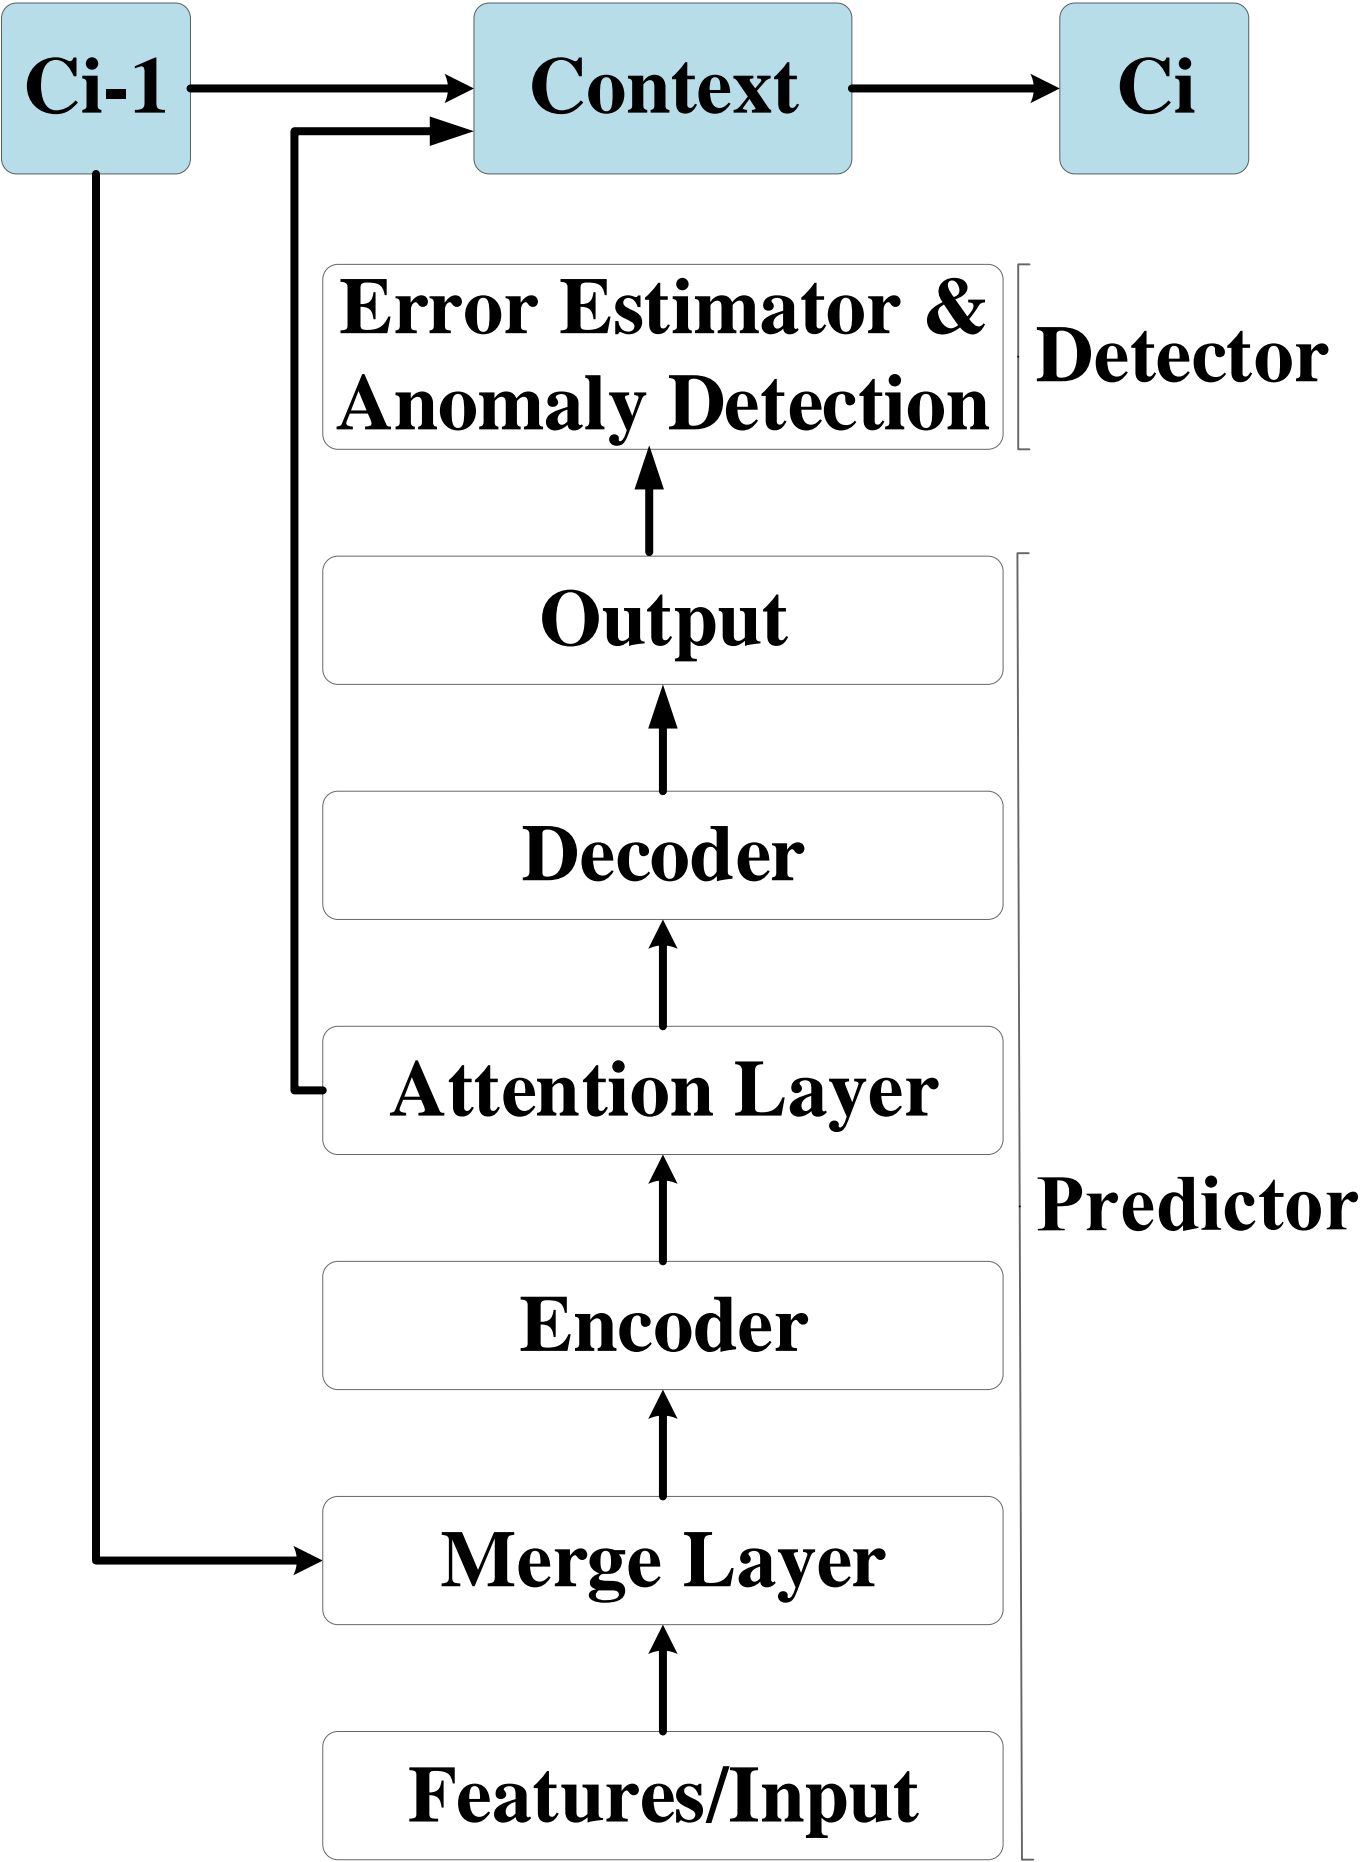 Ci-1
Context
Ci
Error Estimator &
Anomaly Detection
Detector
Output
Decoder
Attention Layer
Predictor
Encoder
Merge Layer
Features/Input